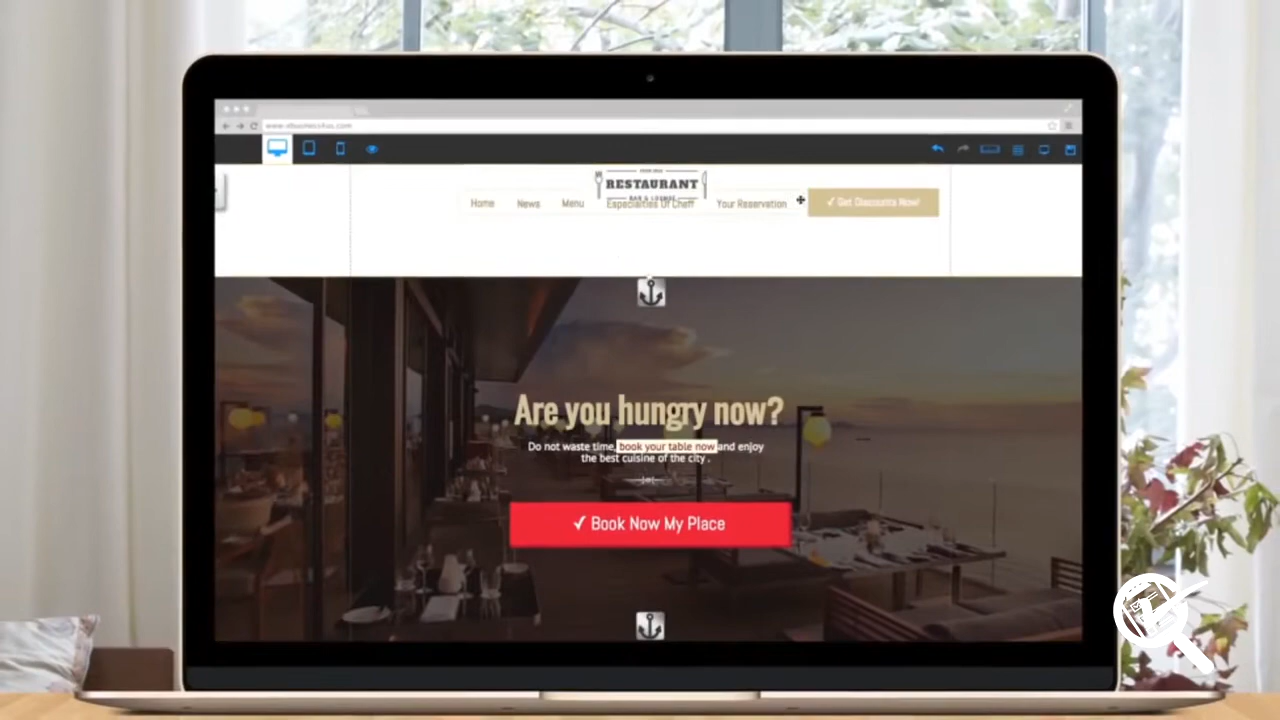 RESTAURANT
BAR & LOUNGE
Home News Menu Especialties Of Cheff Your Reservation ✓ Get Discounts Now!
Are you hungry now?
Do not waste time, book your table now and enjoy
the best cuisine of the city .
✓ Book Now My Place